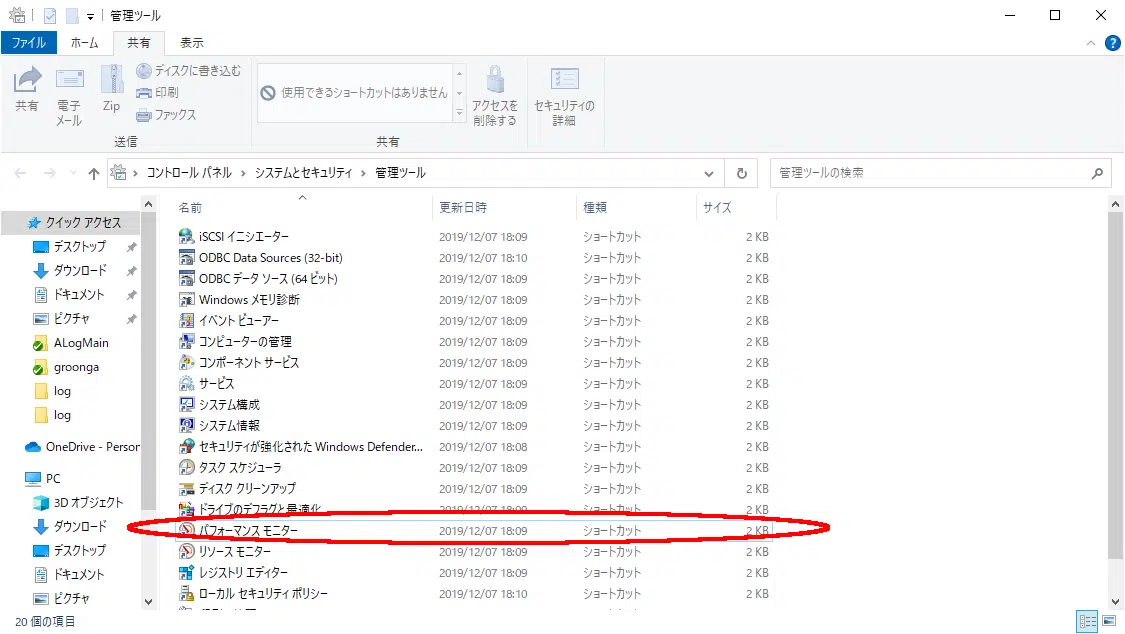 管理ツール
ファイル ホーム 共有 表示
共有
電子
メール
Zip
ディスクに書き込む
印刷
ファックス
送信
使用できるショートカットはありません
アクセスを
削除する
共有
セキュリティの
詳細
コントロール パネル › システムとセキュリティ › 管理ツール
管理ツールの検索
クイック アクセス
デスクトップ
ダウンロード
ドキュメント
ピクチャ
ALogMain
groonga
log
log
OneDrive - Person
PC
3D オブジェクト
ダウンロード
デスクトップ
ドキュメント
ピクチャ
名前 更新日時 種類 サイズ
iSCSI イニシエーター 2019/12/07 18:09 ショートカット 2 KB
ODBC Data Sources (32-bit) 2019/12/07 18:10 ショートカット 2 KB
ODBC データ ソース (64 ビット) 2019/12/07 18:09 ショートカット 2 KB
Windows メモリ診断 2019/12/07 18:09 ショートカット 2 KB
イベント ビューアー 2019/12/07 18:09 ショートカット 2 KB
コンピューターの管理 2019/12/07 18:09 ショートカット 2 KB
コンポーネント サービス 2019/12/07 18:09 ショートカット 2 KB
サービス 2019/12/07 18:09 ショートカット 2 KB
システム構成 2019/12/07 18:09 ショートカット 2 KB
システム情報 2019/12/07 18:09 ショートカット 2 KB
セキュリティが強化された Windows Defender... 2019/12/07 18:08 ショートカット 2 KB
タスク スケジューラ 2019/12/07 18:09 ショートカット 2 KB
ディスク クリーンアップ 2019/12/07 18:09 ショートカット 2 KB
ドライブのデフラグと最適化 2019/12/07 18:09 ショートカット 2 KB
パフォーマンス モニター 2019/12/07 18:09 ショートカット 2 KB
リソース モニター 2019/12/07 18:09 ショートカット 2 KB
レジストリ エディター 2019/12/07 18:09 ショートカット 2 KB
ローカル セキュリティ ポリシー 2019/12/07 18:10 ショートカット 2 KB
20 個の項目